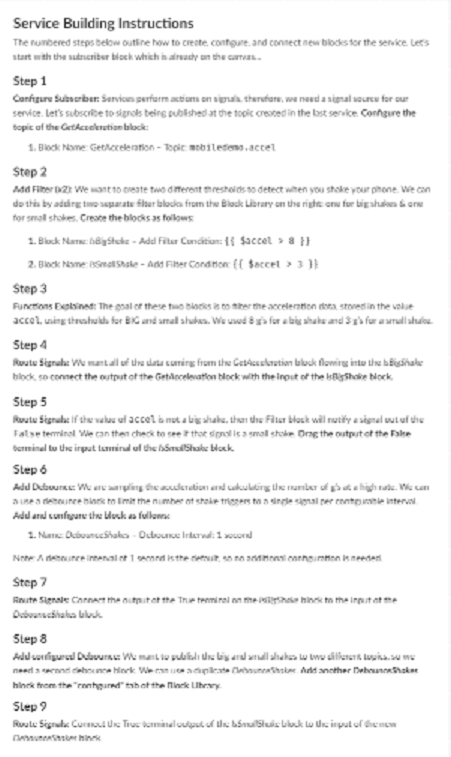 Service Building Instructions
The numbered steps below outline how to create, configure, and connect new blocks for the service. Let's
start with the subscriber block which is already on the canvas...
Step 1
Configure Subscriber: Services perform actions on signals, therefore, we need a signal source for our
service. Let's subscribe to signals being published at the topic created in the last service. Configure the
topic of the GetAcceleration block:
1. Block Name: GetAcceleration - Topic: mobiledemo.accel
Step 2
Add Filter (x2): We want to create two different thresholds to detect when you shake your phone. We can
do this by adding two separate filter blocks from the Block Library on the right: one for big shakes & one
for small shakes. Create the blocks as follows:
1. Block Name: IsBigShake - Add Filter Condition: {{ $accel > 8 }}
2. Block Name: IsSmallShake - Add Filter Condition: {{ $accel > 3 }}
Step 3
Functions Explained: The goal of these two blocks is to filter the acceleration data, stored in the value
accel, using thresholds for BIG and small shakes. We used 8 g's for a big shake and 3 g's for a small shake.
Step 4
Route Signals: We want all of the data coming from the GetAcceleration block flowing into the IsBigShake
block, so connect the output of the GetAcceleration block with the input of the IsBigShake block.
Step 5
Route Signals: If the value of accel is not a big shake, then the Filter block will notify a signal out of the
False terminal. We can then check to see if that signal is a small shake. Drag the output of the False
terminal to the input terminal of the IsSmallShake block.
Step 6
Add Debounce: We are sampling the acceleration and calculating the number of g's at a high rate. We can
a use a debounce block to limit the number of shake triggers to a single signal per configurable interval.
Add and configure the block as follows:
1. Name: DebounceShakes - Debounce Interval: 1 second
Note: A debounce interval of 1 second is the default, so no additional configuration is needed.
Step 7
Route Signals: Connect the output of the True terminal on the IsBigShake block to the input of the
DebounceShakes block.
Step 8
Add configured Debounce: We want to publish the big and small shakes to two different topics, so we
need a second debounce block. We can use a duplicate DebounceShakes. Add another DebounceShakes
block from the "configured" tab of the Block Library.
Step 9
Route Signals: Connect the True terminal output of the IsSmallShake block to the input of the new
DebounceShakes block.